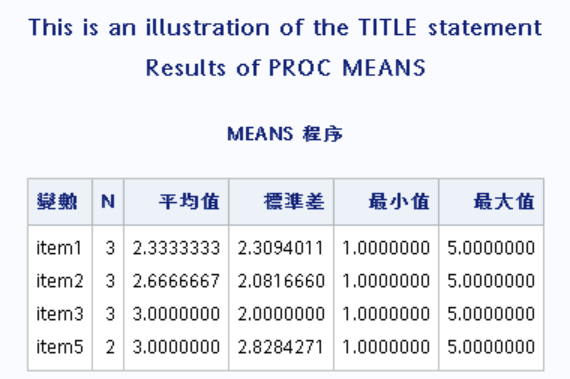 This is an illustration of the TITLE statement
Results of PROC MEANS
MEANS 程序
變數 N 平均值 標準差 最小值 最大值
item1 3 2.3333333 2.3094011 1.0000000 5.0000000
item2 3 2.6666667 2.0816660 1.0000000 5.0000000
item3 3 3.0000000 2.0000000 1.0000000 5.0000000
item5 2 3.0000000 2.8284271 1.0000000 5.0000000